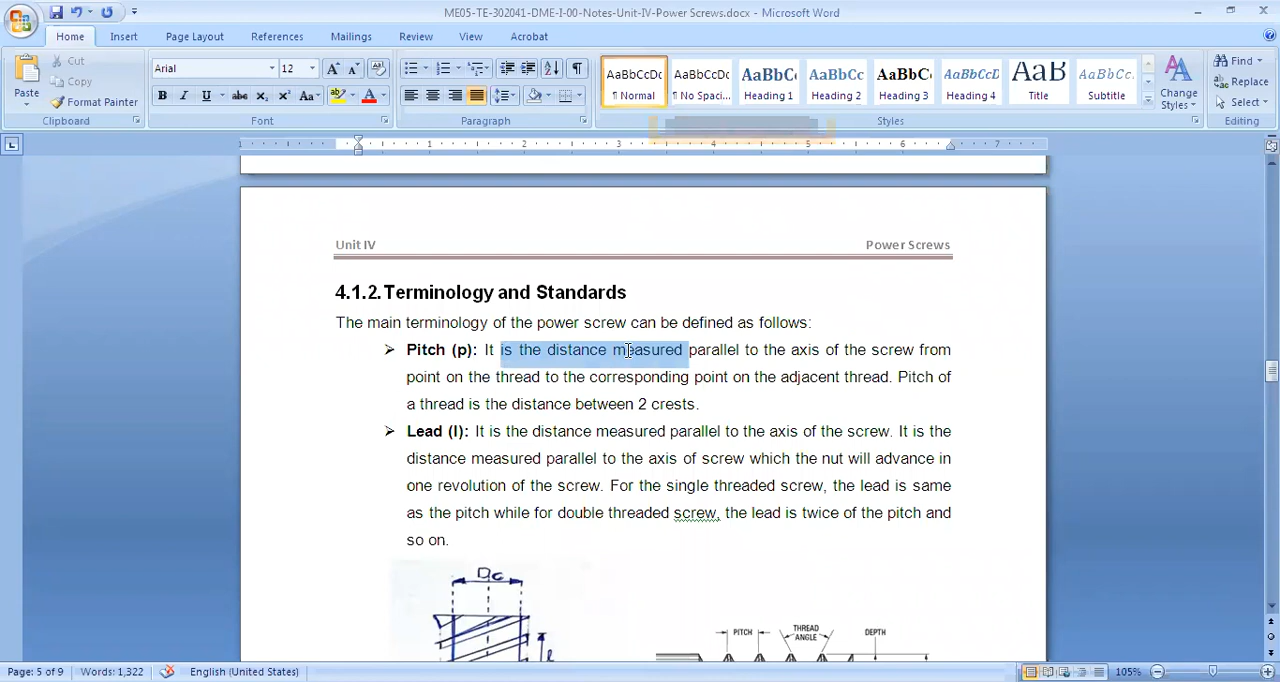 ME05-TE-302041-DME-I-00-Notes-Unit-IV-Power Screws.docx - Microsoft Word
Home Insert Page Layout References Mailings Review View Acrobat
Paste
Cut
Copy
Format Painter
Clipboard
Arial 12
Font
Paragraph
AaBbCcDc AaBbCcDc AaBbC AaBbCc AaBbCc AaBbCcD AaB AaBbCc.
¶ Normal ¶ No Spaci... Heading 1 Heading 2 Heading 3 Heading 4 Title Subtitle
Change
Styles
Styles
Find
Replace
Select
Editing
1 1 2 3 4 5 6 7
Unit IV Power Screws
4.1.2. Terminology and Standards
The main terminology of the power screw can be defined as follows:
➢ Pitch (p): It is the distance measured parallel to the axis of the screw from
point on the thread to the corresponding point on the adjacent thread. Pitch of
a thread is the distance between 2 crests.
➢ Lead (l): It is the distance measured parallel to the axis of the screw. It is the
distance measured parallel to the axis of screw which the nut will advance in
one revolution of the screw. For the single threaded screw, the lead is same
as the pitch while for double threaded screw, the lead is twice of the pitch and
so on.
Dc
l
PITCH
THREAD
ANGLE
DEPTH
Page: 5 of 9 Words: 1,322 English (United States) 105%